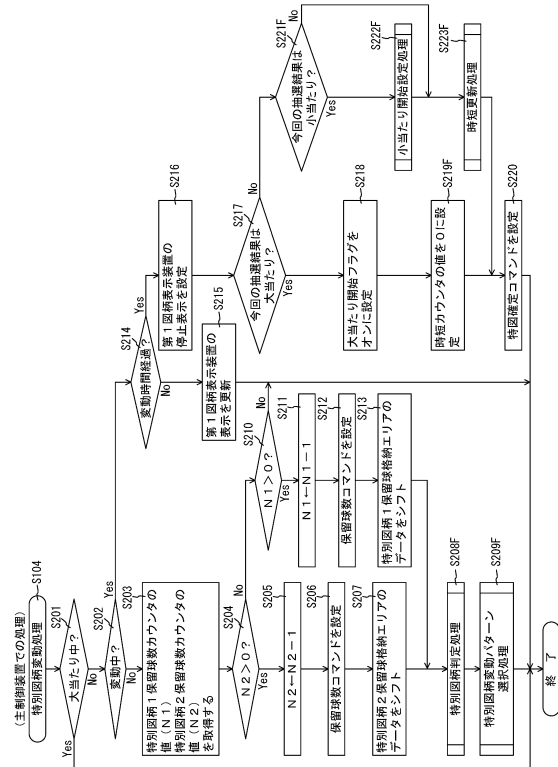 (主制御装置での処理)
特別図柄変動処理
S104
大当たり中?
S201
Yes
No
変動中?
S202
Yes
No
特別図柄1保留球数カウンタの
値(N1)
特別図柄2保留球数カウンタの
値(N2)
を取得する
S203
N2>0?
S204
No
Yes
N2←N2-1
S205
保留球数コマンドを設定
S206
特別図柄2保留球格納エリアの
データをシフト
S207
特別図柄判定処理
S208F
特別図柄変動パターン
選択処理
S209F
終了
N1>0?
S210
No
Yes
N1←N1-1
S211
保留球数コマンドを設定
S212
特別図柄1保留球格納エリアの
データをシフト
S213
変動時間経過?
S214
Yes
No
第1図柄表示装置の
表示を更新
S215
第1図柄表示装置の
停止表示を設定
S216
今回の抽選結果は
大当たり?
S217
No
Yes
大当たり開始フラグを
オンに設定
S218
時短カウンタの値を0に設
定
S219F
特図確定コマンドを設定
S220
今回の抽選結果は
小当たり?
S221F
No
Yes
小当たり開始設定処理
S222F
時短更新処理
S223F